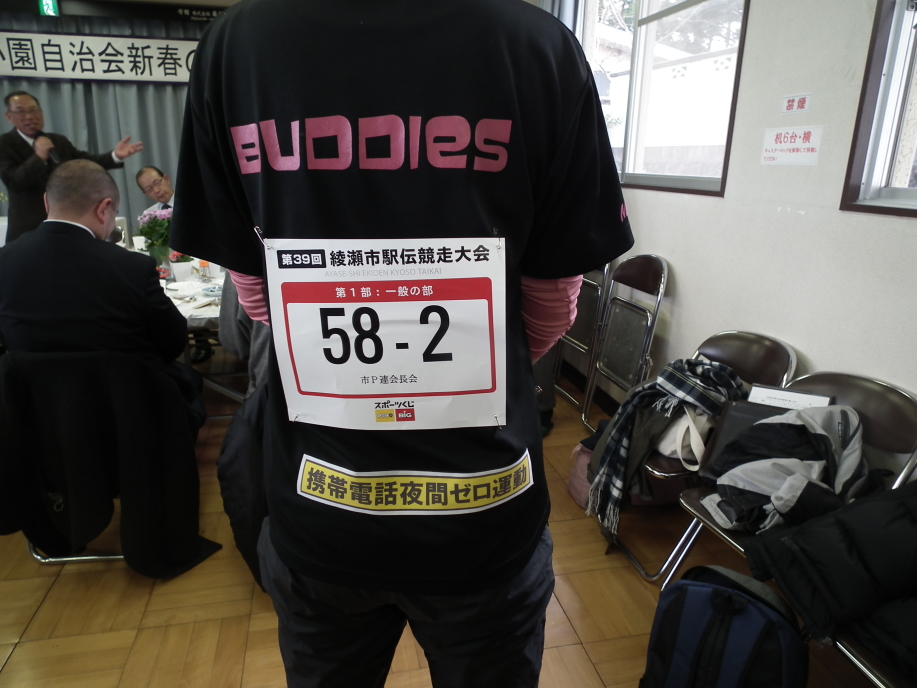 小園自治会新春の
BUDDIES
禁煙
机6台・横
第39回 綾瀬市駅伝競走大会
AYASE-SHI EKIDEN KYOSO TAIKAI
第1部:一般の部
58-2
市P連会長会
スポーツくじ
BIG
携帯電話夜間ゼロ運動